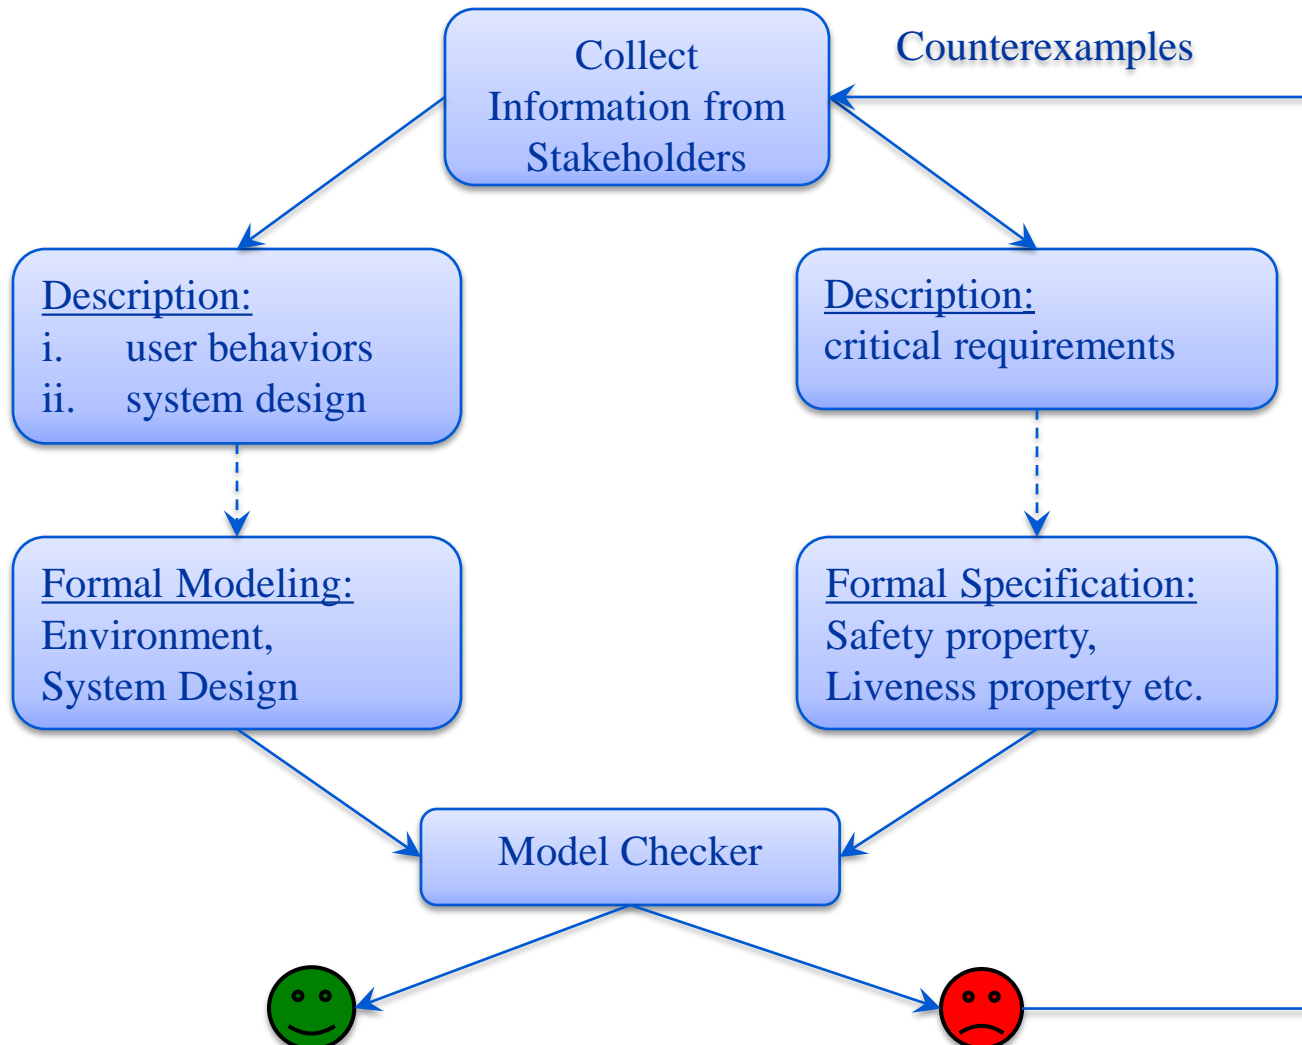 Collect
Information from
Stakeholders
Counterexamples
Description:
i. user behaviors
ii. system design
Description:
critical requirements
Formal Modeling:
Environment,
System Design
Formal Specification:
Safety property,
Liveness property etc.
Model Checker